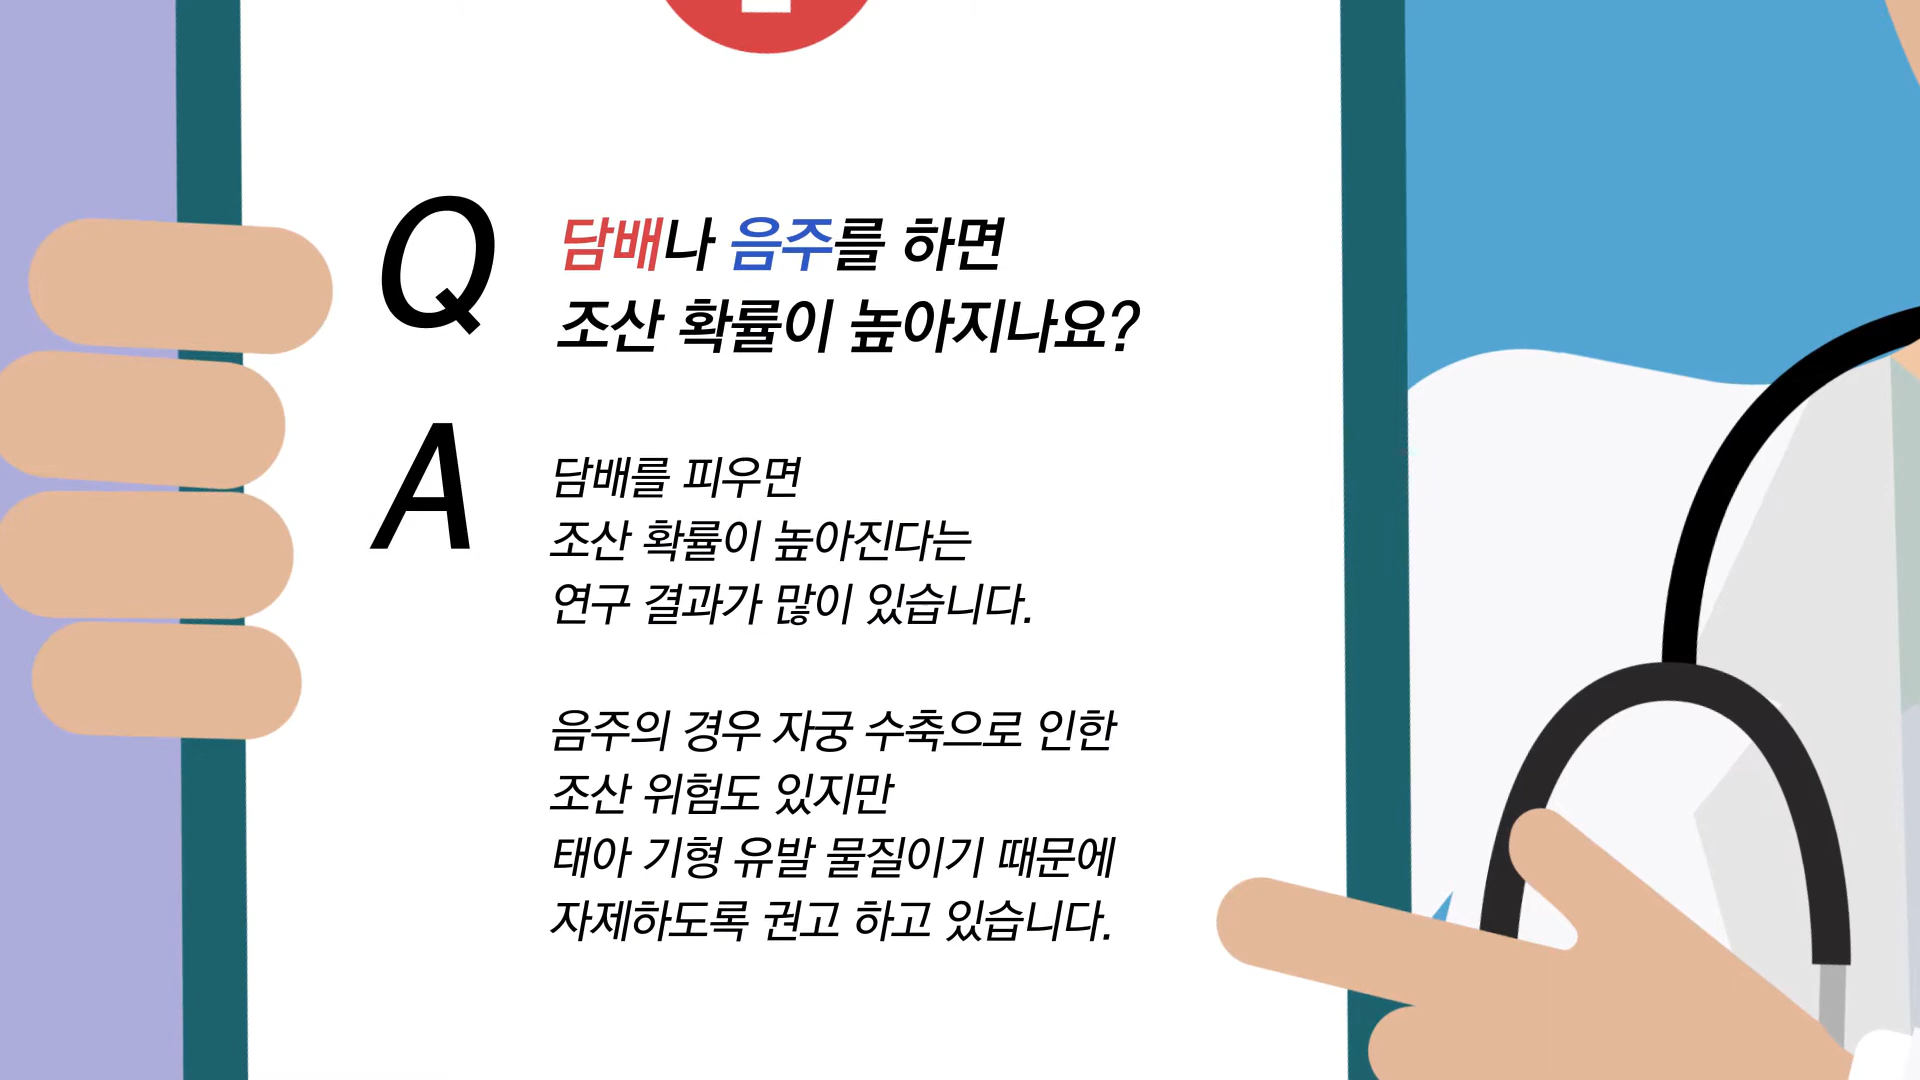 Q
담배나 음주를 하면
조산 확률이 높아지나요?
A
담배를 피우면
조산 확률이 높아진다는
연구 결과가 많이 있습니다.
음주의 경우 자궁 수축으로 인한
조산 위험도 있지만
태아 기형 유발 물질이기 때문에
자제하도록 권고 하고 있습니다.